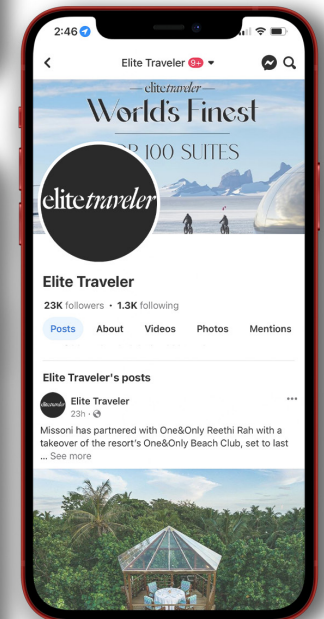 2:46
Elite Traveler 9+
elitetraveler
World's Finest
TOP 100 SUITES
elitetraveler
Elite Traveler
23K followers • 1.3K following
Posts About Videos Photos Mentions
Elite Traveler's posts
Elite Traveler
23h ·
Missoni has partnered with One&Only Reethi Rah with a
takeover of the resort's One&Only Beach Club, set to last
... See more